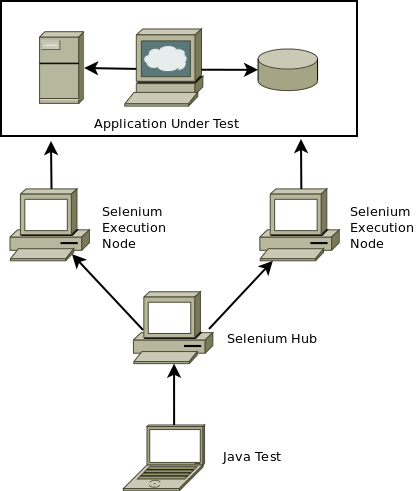 Application Under Test
Selenium
Execution
Node
Selenium
Execution
Node
Selenium Hub
Java Test